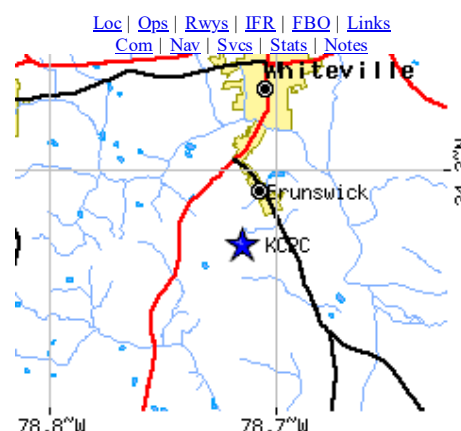 Loc | Ops | Rwys | IFR | FBO | Links
Com | Nav | Svcs | Stats | Notes
Whiteville
Brunswick
KCPC
78.8~W
78.7~W